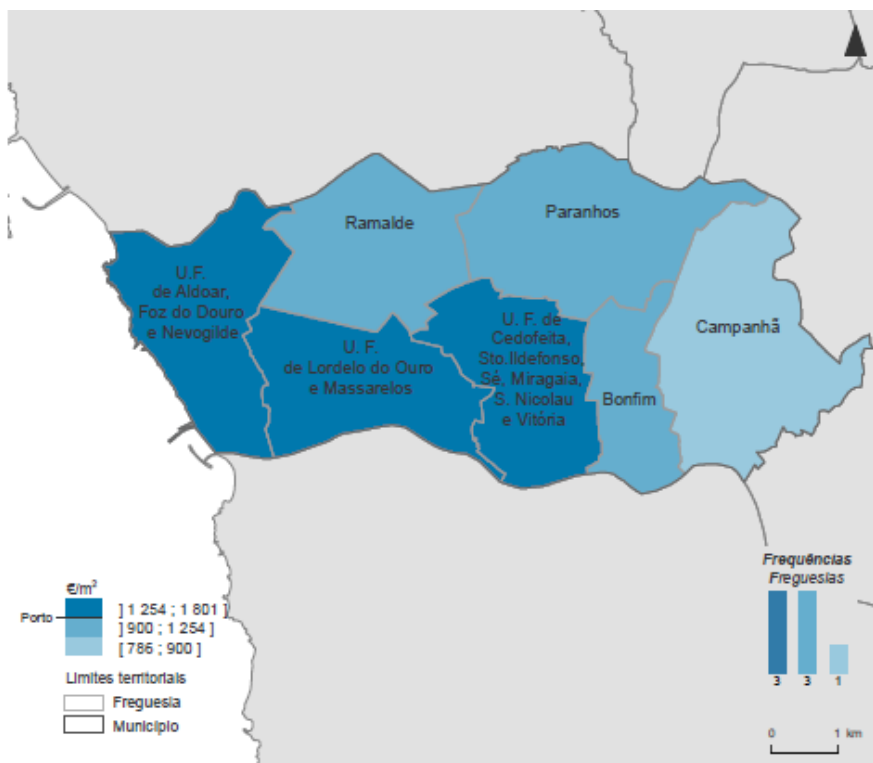 Ramalde
Paranhos
U.F.
de Aldoar,
Foz do Douro
e Nevogilde
U. F.
de Lordelo do Ouro
e Massarelos
U. F. de
Cedofeita,
Sto.Ildefonso,
Sé, Miragaia,
S. Nicolau
e Vitória
Bonfim
Campanhã
€/m²
Porto
] 1 254 ; 1 801 ]
] 900 ; 1 254 ]
[ 786 ; 900 ]
Limites territoriais
Freguesia
Município
Frequências
Freguesias
3 3 1
0 1 km